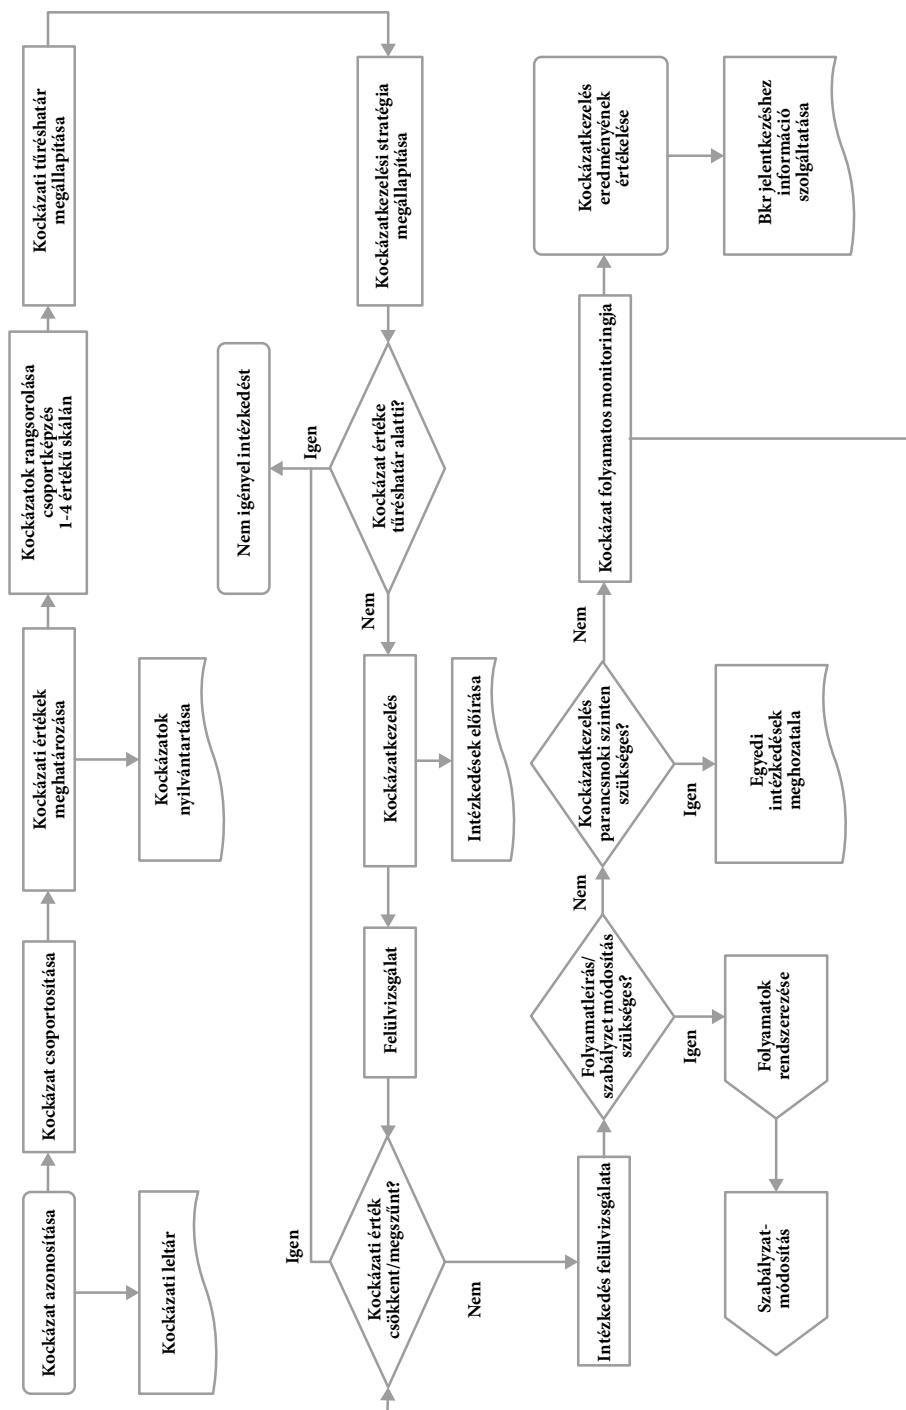 Kockázat azonosítása
Kockázati leltár
Kockázat csoportosítása
Kockázati értékek
meghatározása
Kockázatok
nyilvántartása
Kockázatok rangsorolása
csoportképzés
1-4 értékű skálán
Kockázati tűréshatár
megállapítása
Kockázatkezelési stratégia
megállapítása
Kockázat értéke
tűréshatár alatti?
Igen
Nem igényel intézkedést
Nem
Kockázatkezelés
Intézkedések előírása
Felülvizsgálat
Kockázati érték
csökkent/megszűnt?
Igen
Nem
Intézkedés felülvizsgálata
Folyamatleírás/
szabályzet módosítás
szükséges?
Igen
Folyamatok
rendszerezése
Szabályzat-
módosítás
Nem
Kockázatkezelés
parancsnoki szinten
szükséges?
Igen
Egyedi
intézkedések
meghozatala
Nem
Kockázat folyamatos monitoringja
Kockázatkezelés
eredményének
értékelése
Bkr jelentkezéshez
információ
szolgáltatása